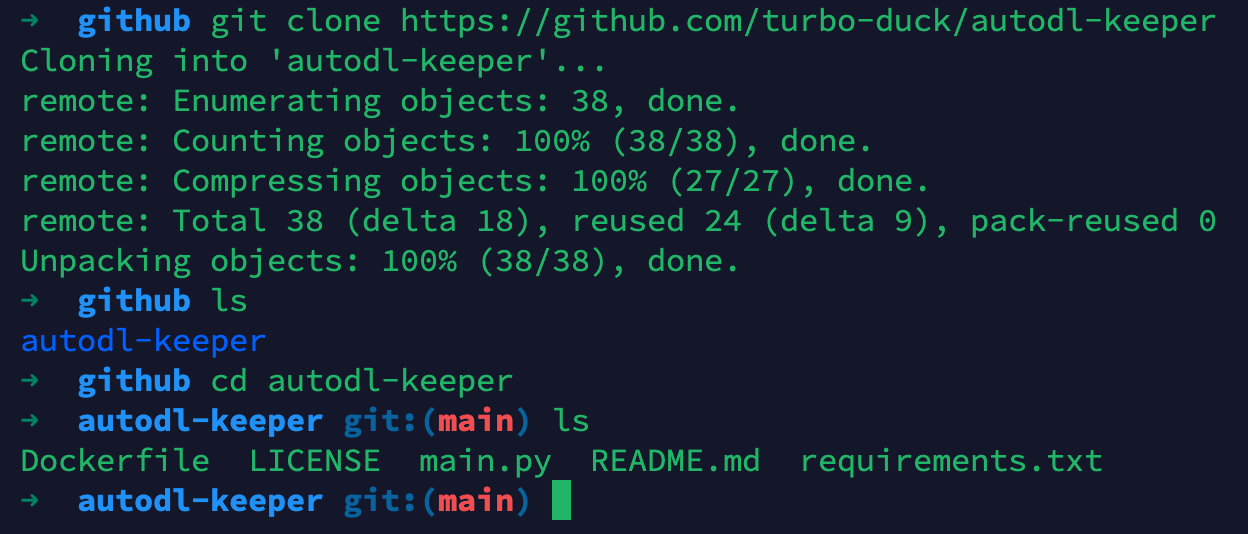 ➜  github git clone https://github.com/turbo-duck/autodl-keeper
Cloning into 'autodl-keeper'...
remote: Enumerating objects: 38, done.
remote: Counting objects: 100% (38/38), done.
remote: Compressing objects: 100% (27/27), done.
remote: Total 38 (delta 18), reused 24 (delta 9), pack-reused 0
Unpacking objects: 100% (38/38), done.
➜  github ls
autodl-keeper
➜  github cd autodl-keeper
➜  autodl-keeper git:(main) ls
Dockerfile  LICENSE  main.py  README.md  requirements.txt
➜  autodl-keeper git:(main)